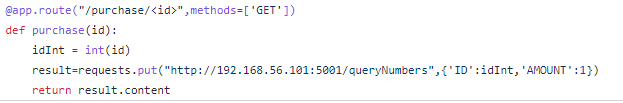 @app.route("/purchase/<id>",methods=['GET'])
def purchase(id):
    idInt = int(id)
    result=requests.put("http://192.168.56.101:5001/queryNumbers",{'ID':idInt,'AMOUNT':1})
    return result.content